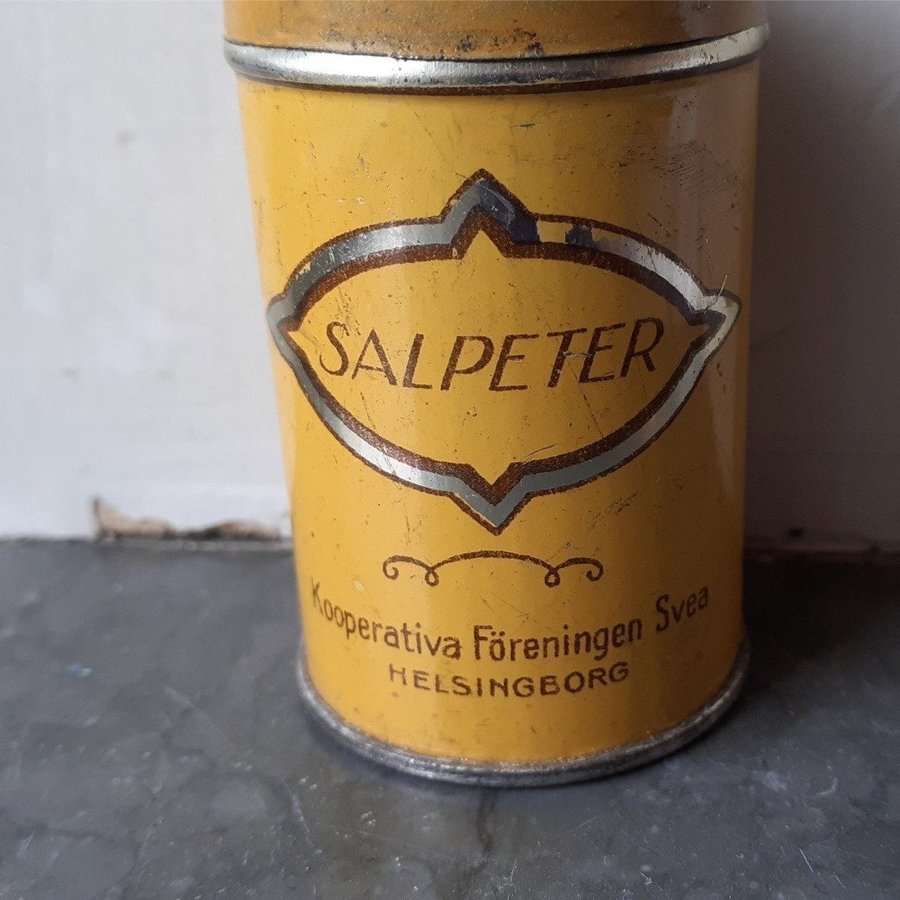 SALPETER
Kooperativa Föreningen Svea
HELSINGBORG